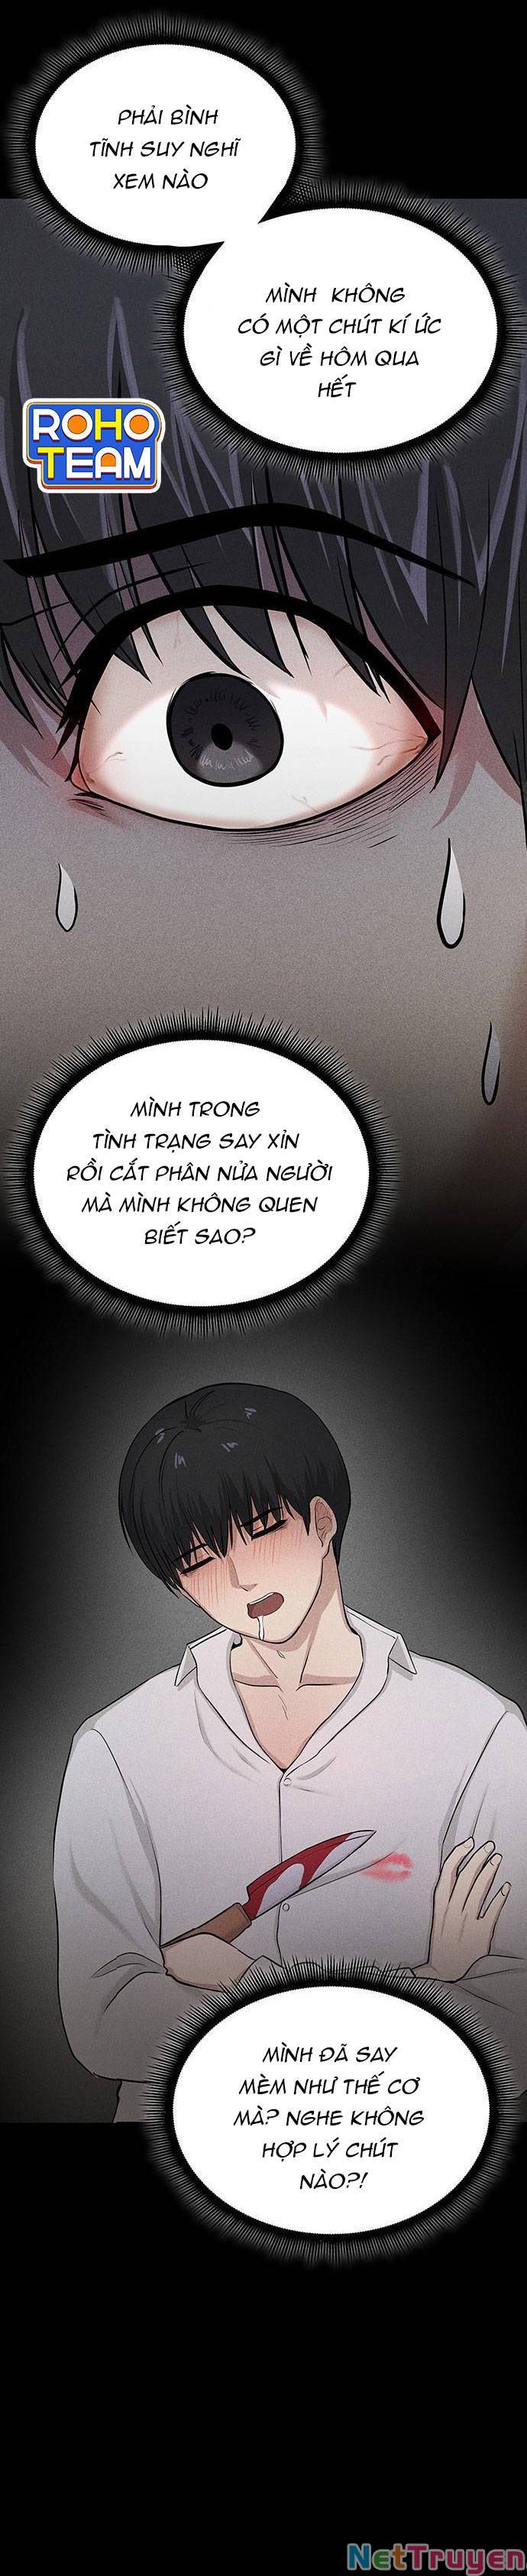 PHẢI BÌNH
TĨNH SUY NGHĨ
XEM NÀO
MÌNH KHÔNG
CÓ MỘT CHÚT KÍ ỨC
GÌ VỀ HÔM QUA
HẾT
ROHO
TEAM
MÌNH TRONG
TÌNH TRẠNG SAY XỈN
RỒI CẮT PHÂN NỬA NGƯỜI
MÀ MÌNH KHÔNG QUEN
BIẾT SAO?
MÌNH ĐÃ SAY
MÈM NHƯ THẾ CƠ
MÀ? NGHE KHÔNG
HỢP LÝ CHÚT
NÀO?!
NetTruyen